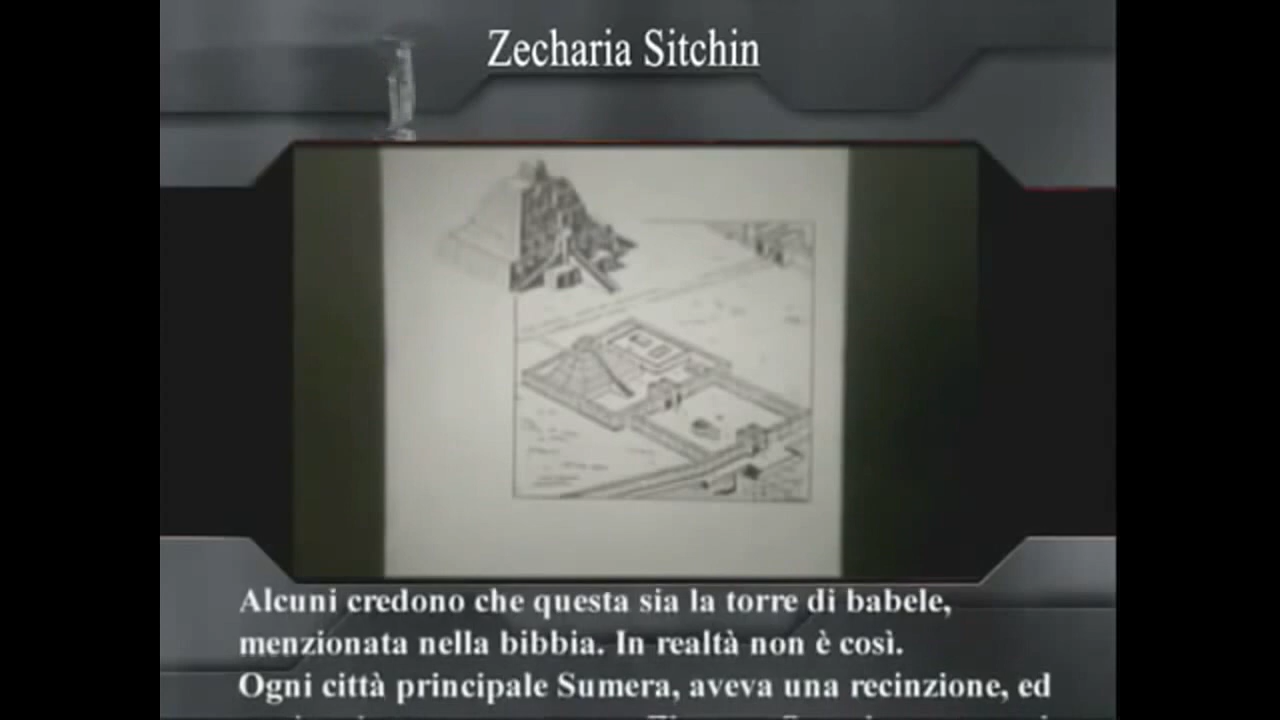 Zecharia Sitchin
Alcuni credono che questa sia la torre di babele,
menzionata nella bibbia. In realtà non è così.
Ogni città principale Sumera, aveva una recinzione, ed